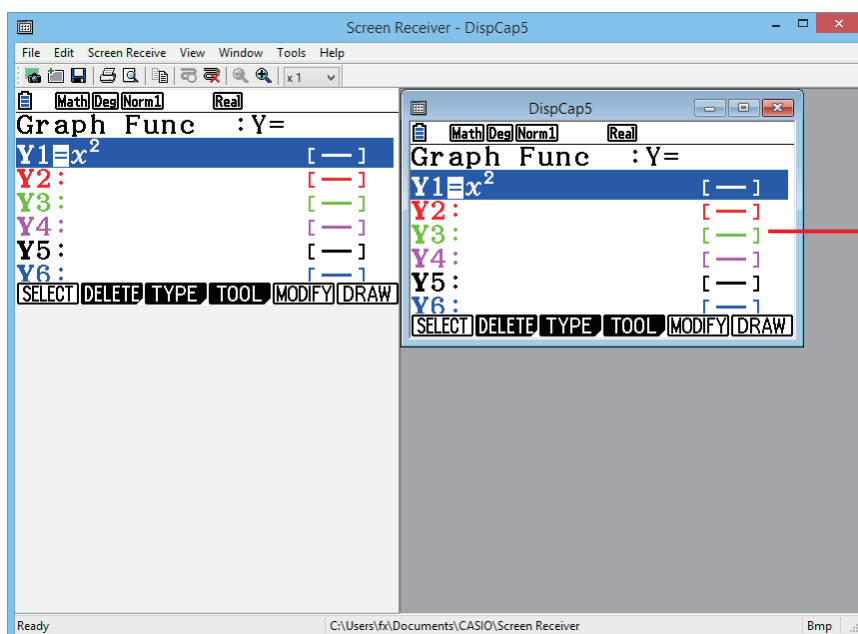 Screen Receiver - DispCap5
File Edit Screen Receive View Window Tools Help
x 1
Math Deg Norm1 Real
Graph Func :Y=
Y1=x²
Y2:
Y3:
Y4:
Y5:
Y6:
SELECT DELETE TYPE TOOL MODIFY DRAW
DispCap5
Math Deg Norm1 Real
Graph Func :Y=
Y1=x²
Y2:
Y3:
Y4:
Y5:
Y6:
SELECT DELETE TYPE TOOL MODIFY DRAW
Ready C:\Users\fx\Documents\CASIO\Screen Receiver Bmp